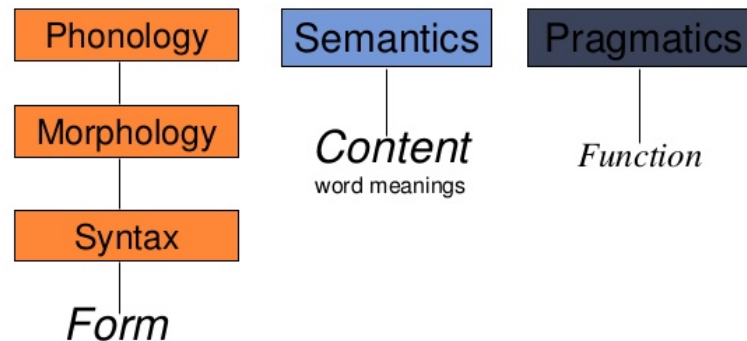 Phonology
Morphology
Syntax
Form
Semantics
Content
word meanings
Pragmatics
Function